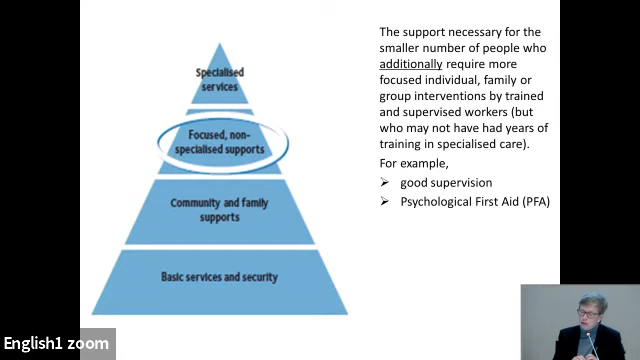 Specialised
services
Focused, non-
specialised supports
Community and family
supports
Basic services and security
The support necessary for the
smaller number of people who
additionally require more
focused individual, family or
group interventions by trained
and supervised workers (but
who may not have had years of
training in specialised care).
For example,
➢ good supervision
➢ Psychological First Aid (PFA)
English1 zoom